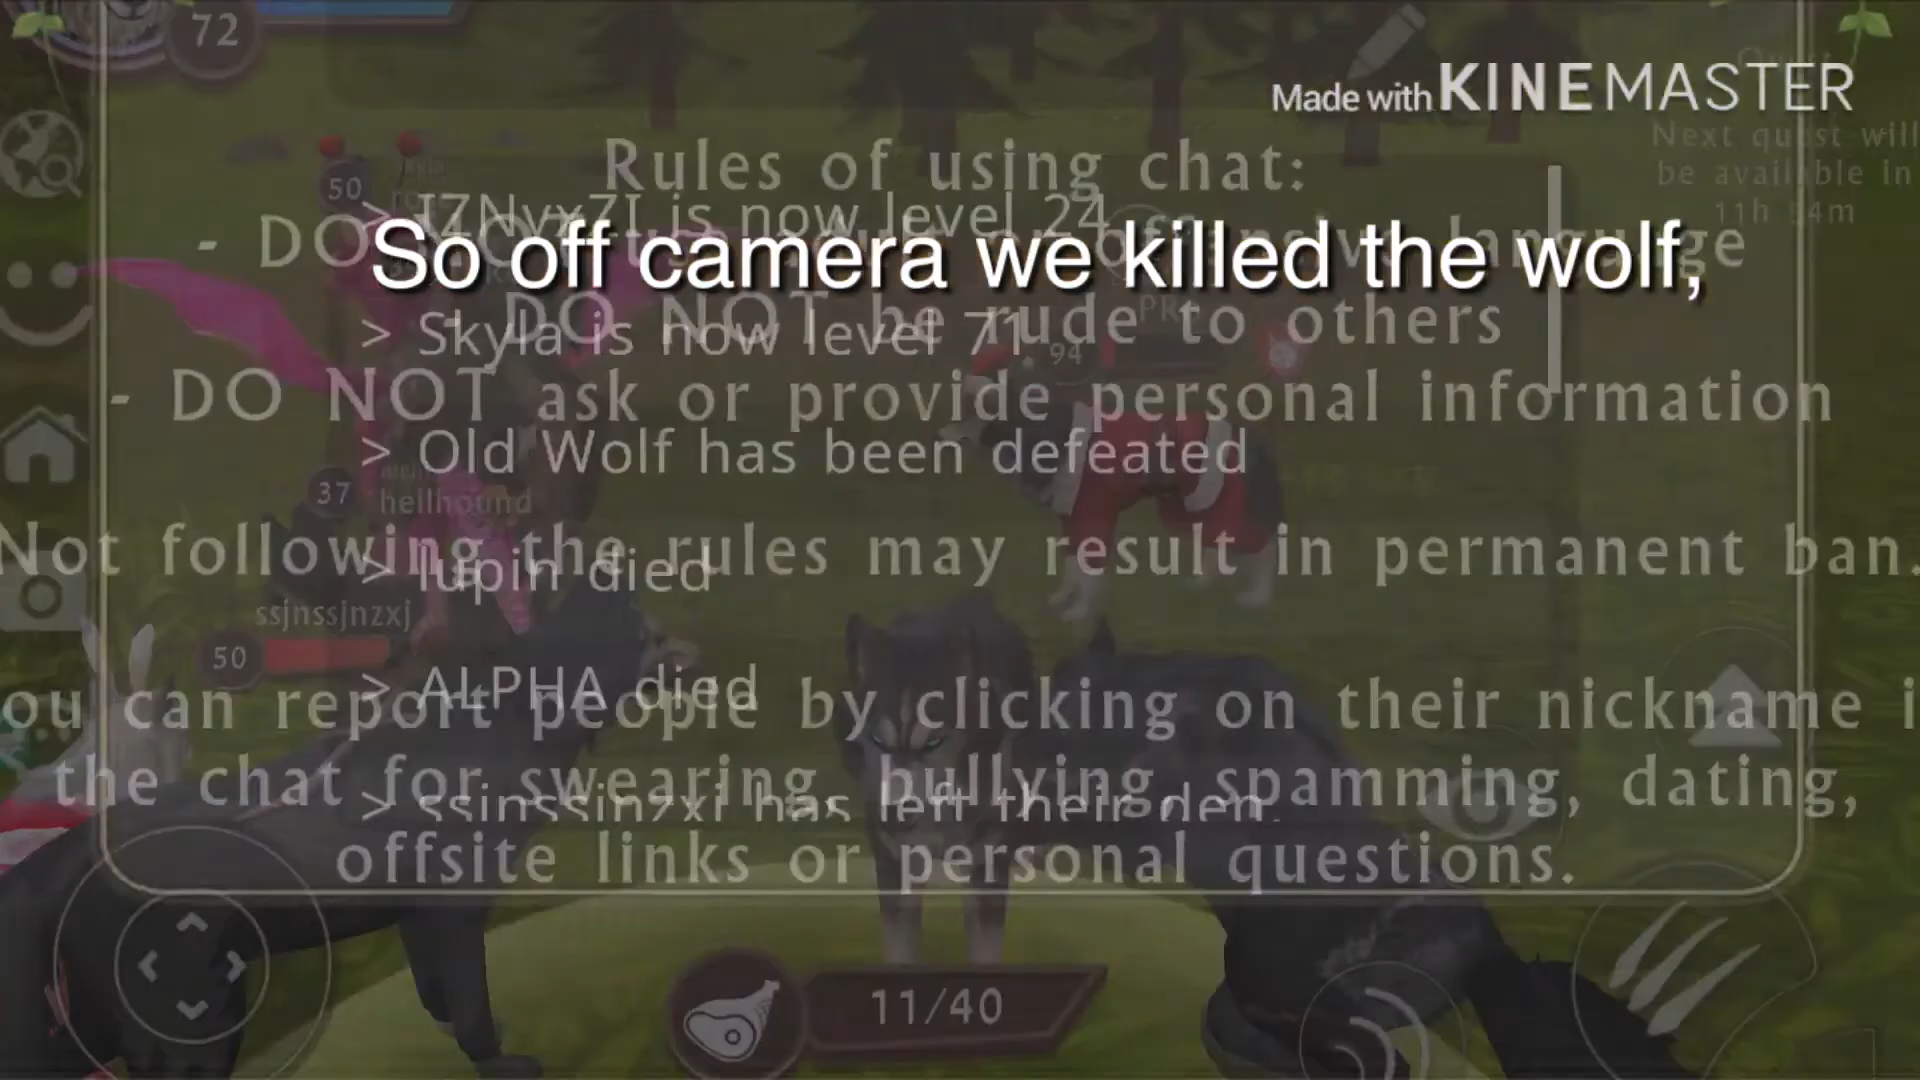 72
Made with KINEMASTER
Next quest will
be available in
11h 54m
50
Rules of using chat:
> IZNyxZI is now level 24
- DO NOT language
So off camera we killed the wolf,
- DO NOT be rude to others
> Skyla is now level 71
94
- DO NOT ask or provide personal information
> Old Wolf has been defeated
37
hellhound
Not following the rules may result in permanent ban.
> lupin died
ssjnssjnzxj
50
> ALPHA died
ou can report people by clicking on their nickname i
the chat for swearing, bullying, spamming, dating,
> ssjnssjnzxj has left their den.
offsite links or personal questions.
11/40